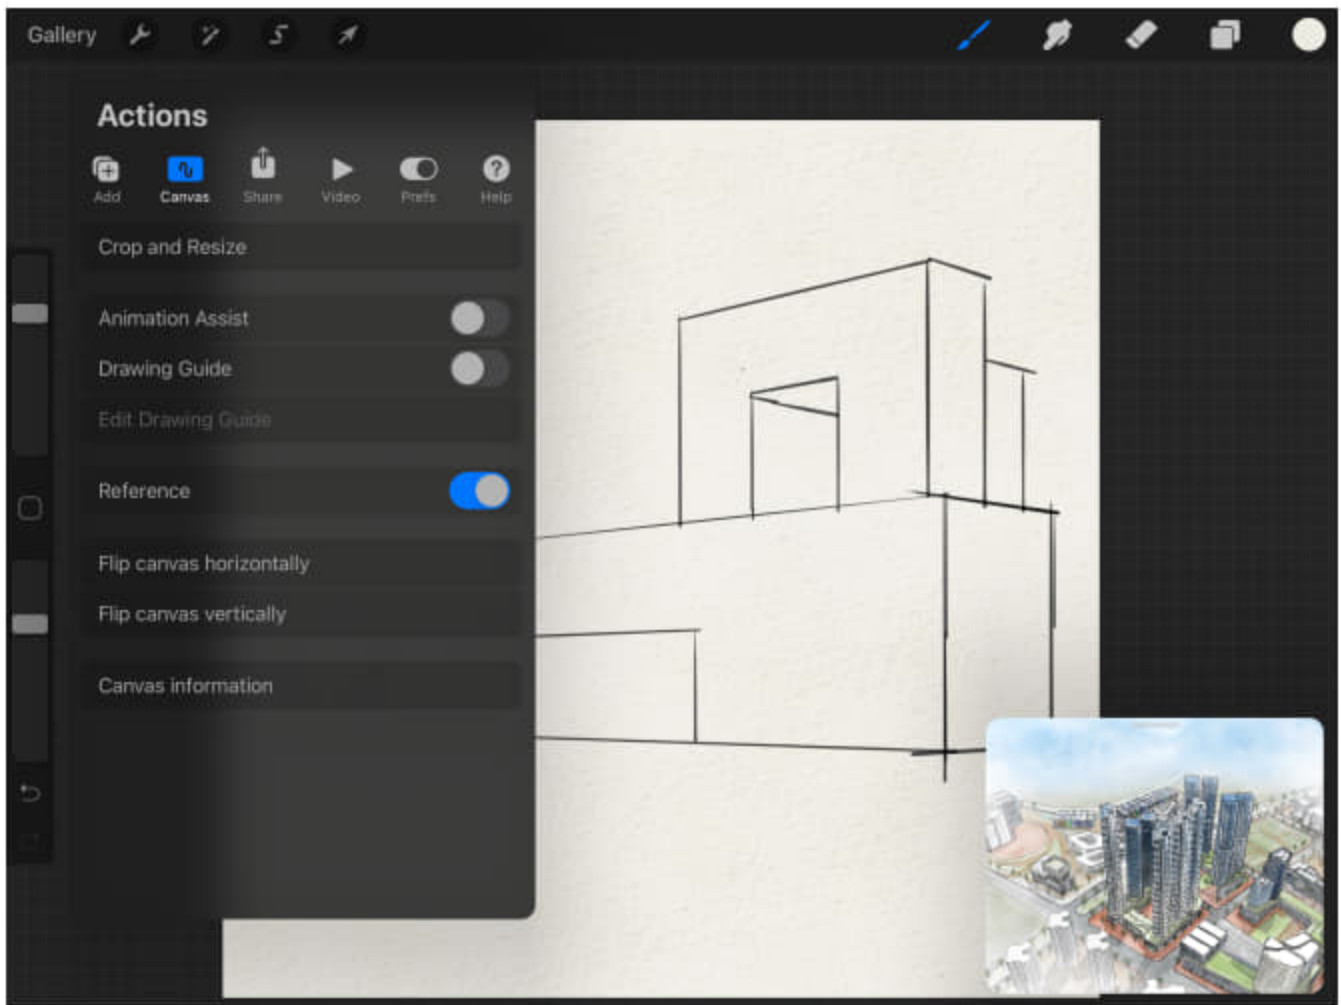 Gallery
Actions
Add
Canvas
Share
Video
Prefs
Help
Crop and Resize
Animation Assist
Drawing Guide
Edit Drawing Guide
Reference
Flip canvas horizontally
Flip canvas vertically
Canvas information